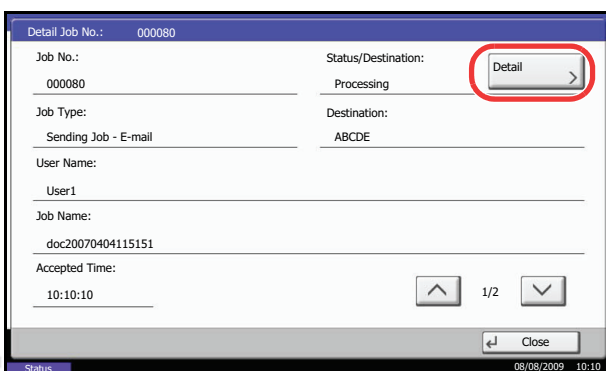 Detail Job No.: 000080
Job No.: Status/Destination: Detail
000080 Processing
Job Type: Destination:
Sending Job - E-mail ABCDE
User Name:
User1
Job Name:
doc20070404115151
Accepted Time:
10:10:10 1/2
Close
Status 08/08/2009 10:10